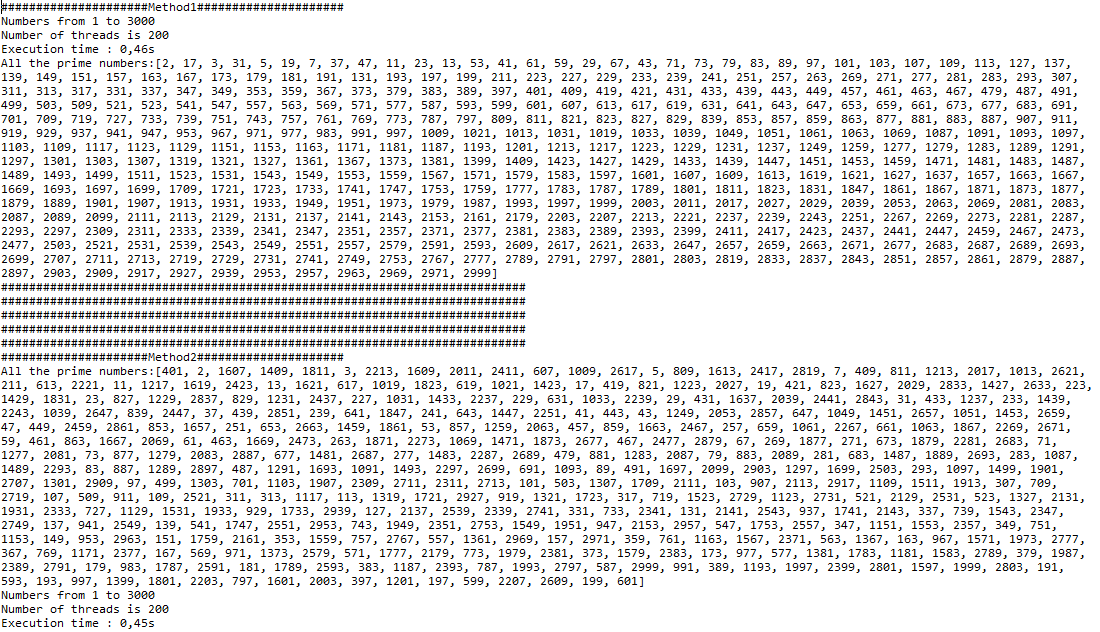 #####################Method1#####################
Numbers from 1 to 3000
Number of threads is 200
Execution time : 0,46s
All the prime numbers:[2, 17, 3, 31, 5, 19, 7, 37, 47, 11, 23, 13, 53, 41, 61, 59, 29, 67, 43, 71, 73, 79, 83, 89, 97, 101, 103, 107, 109, 113, 127, 137,
139, 149, 151, 157, 163, 167, 173, 179, 181, 191, 131, 193, 197, 199, 211, 223, 227, 229, 233, 239, 241, 251, 257, 263, 269, 271, 277, 281, 283, 293, 307,
311, 313, 317, 331, 337, 347, 349, 353, 359, 367, 373, 379, 383, 389, 397, 401, 409, 419, 421, 431, 433, 439, 443, 449, 457, 461, 463, 467, 479, 487, 491,
499, 503, 509, 521, 523, 541, 547, 557, 563, 569, 571, 577, 587, 593, 599, 601, 607, 613, 617, 619, 631, 641, 643, 647, 653, 659, 661, 673, 677, 683, 691,
701, 709, 719, 727, 733, 739, 751, 743, 757, 761, 769, 773, 787, 797, 809, 811, 821, 823, 827, 829, 839, 853, 857, 859, 863, 877, 881, 883, 887, 907, 911,
919, 929, 937, 941, 947, 953, 967, 971, 977, 983, 991, 997, 1009, 1021, 1013, 1031, 1019, 1033, 1039, 1049, 1051, 1061, 1063, 1069, 1087, 1091, 1093, 1097,
1103, 1109, 1117, 1123, 1129, 1151, 1153, 1163, 1171, 1181, 1187, 1193, 1201, 1213, 1217, 1223, 1229, 1231, 1237, 1249, 1259, 1277, 1279, 1283, 1289, 1291,
1297, 1301, 1303, 1307, 1319, 1321, 1327, 1361, 1367, 1373, 1381, 1399, 1409, 1423, 1427, 1429, 1433, 1439, 1447, 1451, 1453, 1459, 1471, 1481, 1483, 1487,
1489, 1493, 1499, 1511, 1523, 1531, 1543, 1549, 1553, 1559, 1567, 1571, 1579, 1583, 1597, 1601, 1607, 1609, 1613, 1619, 1621, 1627, 1637, 1657, 1663, 1667,
1669, 1693, 1697, 1699, 1709, 1721, 1723, 1733, 1741, 1747, 1753, 1759, 1777, 1783, 1787, 1789, 1801, 1811, 1823, 1831, 1847, 1861, 1867, 1871, 1873, 1877,
1879, 1889, 1901, 1907, 1913, 1931, 1933, 1949, 1951, 1973, 1979, 1987, 1993, 1997, 1999, 2003, 2011, 2017, 2027, 2029, 2039, 2053, 2063, 2069, 2081, 2083,
2087, 2089, 2099, 2111, 2113, 2129, 2131, 2137, 2141, 2143, 2153, 2161, 2179, 2203, 2207, 2213, 2221, 2237, 2239, 2243, 2251, 2267, 2269, 2273, 2281, 2287,
2293, 2297, 2309, 2311, 2333, 2339, 2341, 2347, 2351, 2357, 2371, 2377, 2381, 2383, 2389, 2393, 2399, 2411, 2417, 2423, 2437, 2441, 2447, 2459, 2467, 2473,
2477, 2503, 2521, 2531, 2539, 2543, 2549, 2551, 2557, 2579, 2591, 2593, 2609, 2617, 2621, 2633, 2647, 2657, 2659, 2663, 2671, 2677, 2683, 2687, 2689, 2693,
2699, 2707, 2711, 2713, 2719, 2729, 2731, 2741, 2749, 2753, 2767, 2777, 2789, 2791, 2797, 2801, 2803, 2819, 2833, 2837, 2843, 2851, 2857, 2861, 2879, 2887,
2897, 2903, 2909, 2917, 2927, 2939, 2953, 2957, 2963, 2969, 2971, 2999]
###########################################################################
###########################################################################
###########################################################################
###########################################################################
###########################################################################
#####################Method2#####################
All the prime numbers:[401, 2, 1607, 1409, 1811, 3, 2213, 1609, 2011, 2411, 607, 1009, 2617, 5, 809, 1613, 2417, 2819, 7, 409, 811, 1213, 2017, 1013, 2621,
211, 613, 2221, 11, 1217, 1619, 2423, 13, 1621, 617, 1019, 1823, 619, 1021, 1423, 17, 419, 821, 1223, 2027, 19, 421, 823, 1627, 2029, 2833, 1427, 2633, 223,
1429, 1831, 23, 827, 1229, 2837, 829, 1231, 2437, 227, 1031, 1433, 2237, 229, 631, 1033, 2239, 29, 431, 1637, 2039, 2441, 2843, 31, 433, 1237, 233, 1439,
2243, 1039, 2647, 839, 2447, 37, 439, 2851, 239, 641, 1847, 241, 643, 1447, 2251, 41, 443, 43, 1249, 2053, 2857, 647, 1049, 1451, 2657, 1051, 1453, 2659,
47, 449, 2459, 2861, 853, 1657, 251, 653, 2663, 1459, 1861, 53, 857, 1259, 2063, 457, 859, 1663, 2467, 257, 659, 1061, 2267, 661, 1063, 1867, 2269, 2671,
59, 461, 863, 1667, 2069, 61, 463, 1669, 2473, 263, 1871, 2273, 1069, 1471, 1873, 2677, 467, 2477, 2879, 67, 269, 1877, 271, 673, 1879, 2281, 2683, 71,
1277, 2081, 73, 877, 1279, 2083, 2887, 677, 1481, 2687, 277, 1483, 2287, 2689, 479, 881, 1283, 2087, 79, 883, 2089, 281, 683, 1487, 1889, 2693, 283, 1087,
1489, 2293, 83, 887, 1289, 2897, 487, 1291, 1693, 1091, 1493, 2297, 2699, 691, 1093, 89, 491, 1697, 2099, 2903, 1297, 1699, 2503, 293, 1097, 1499, 1901,
2707, 1301, 2909, 97, 499, 1303, 701, 1103, 1907, 2309, 2711, 2311, 2713, 101, 503, 1307, 1709, 2111, 103, 907, 2113, 2917, 1109, 1511, 1913, 307, 709,
2719, 107, 509, 911, 109, 2521, 311, 313, 1117, 113, 1319, 1721, 2927, 919, 1321, 1723, 317, 719, 1523, 2729, 1123, 2731, 521, 2129, 2531, 523, 1327, 2131,
1931, 2333, 727, 1129, 1531, 1933, 929, 1733, 2939, 127, 2137, 2539, 2339, 2741, 331, 733, 2341, 131, 2141, 2543, 937, 1741, 2143, 337, 739, 1543, 2347,
2749, 137, 941, 2549, 139, 541, 1747, 2551, 2953, 743, 1949, 2351, 2753, 1549, 1951, 947, 2153, 2957, 547, 1753, 2557, 347, 1151, 1553, 2357, 349, 751,
1153, 149, 953, 2963, 151, 1759, 2161, 353, 1559, 757, 2767, 557, 1361, 2969, 157, 2971, 359, 761, 1163, 1567, 2371, 563, 1367, 163, 967, 1571, 1973, 2777,
367, 769, 1171, 2377, 167, 569, 971, 1373, 2579, 571, 1777, 2179, 773, 1979, 2381, 373, 1579, 2383, 173, 977, 577, 1381, 1783, 1181, 1583, 2789, 379, 1987,
2389, 2791, 179, 983, 1787, 2591, 181, 1789, 2593, 383, 1187, 2393, 787, 1993, 2797, 587, 2999, 991, 389, 1193, 1997, 2399, 2801, 1597, 1999, 2803, 191,
593, 193, 997, 1399, 1801, 2203, 797, 1601, 2003, 397, 1201, 197, 599, 2207, 2609, 199, 601]
Numbers from 1 to 3000
Number of threads is 200
Execution time : 0,45s